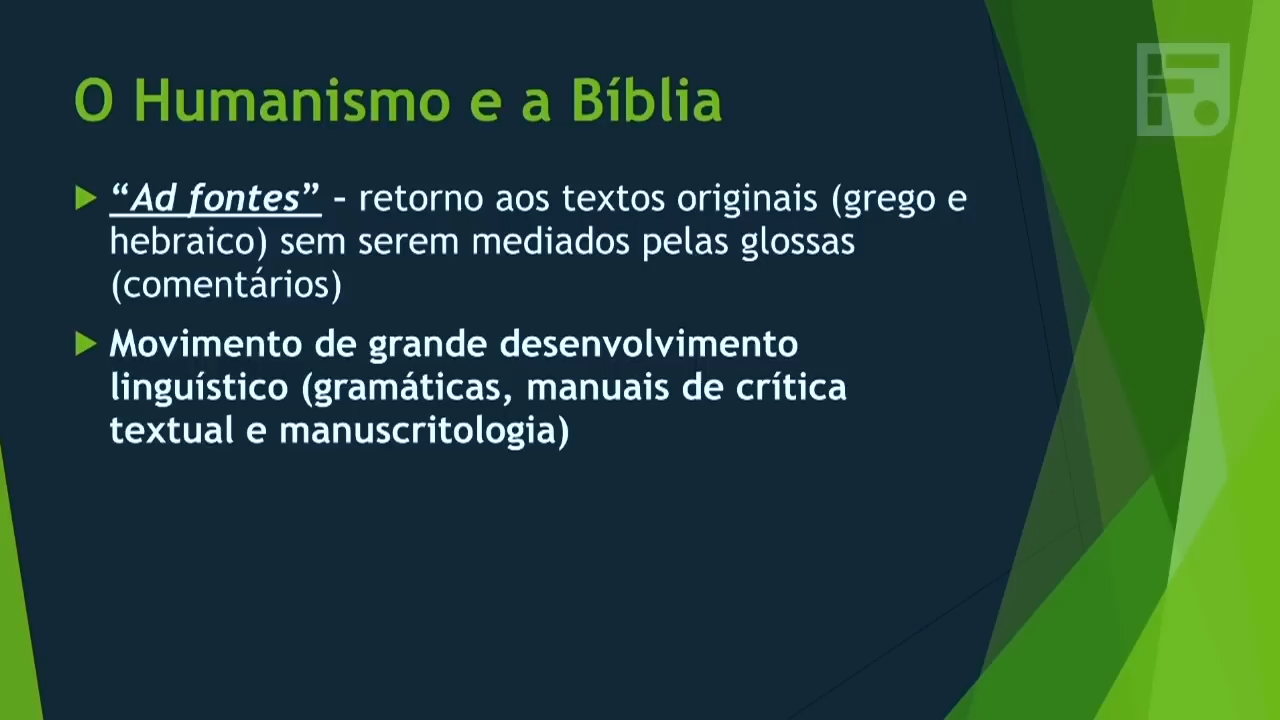 O Humanismo e a Bíblia
“Ad fontes” – retorno aos textos originais (grego e
hebraico) sem serem mediados pelas glossas
(comentários)
Movimento de grande desenvolvimento
linguístico (gramáticas, manuais de crítica
textual e manuscritologia)